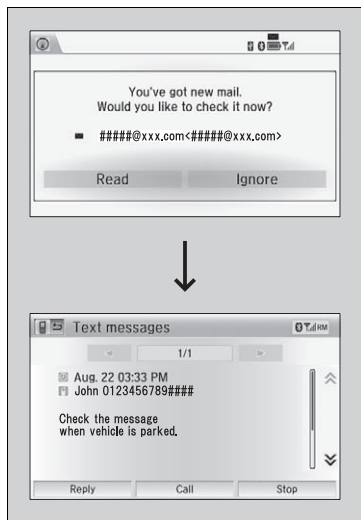 You've got new mail.
Would you like to check it now?
#####@xxx.com<#####@xxx.com>
Read Ignore
Text messages RM
1/1
Aug. 22 03:33 PM
John 0123456789####
Check the message
when vehicle is parked.
Reply Call Stop